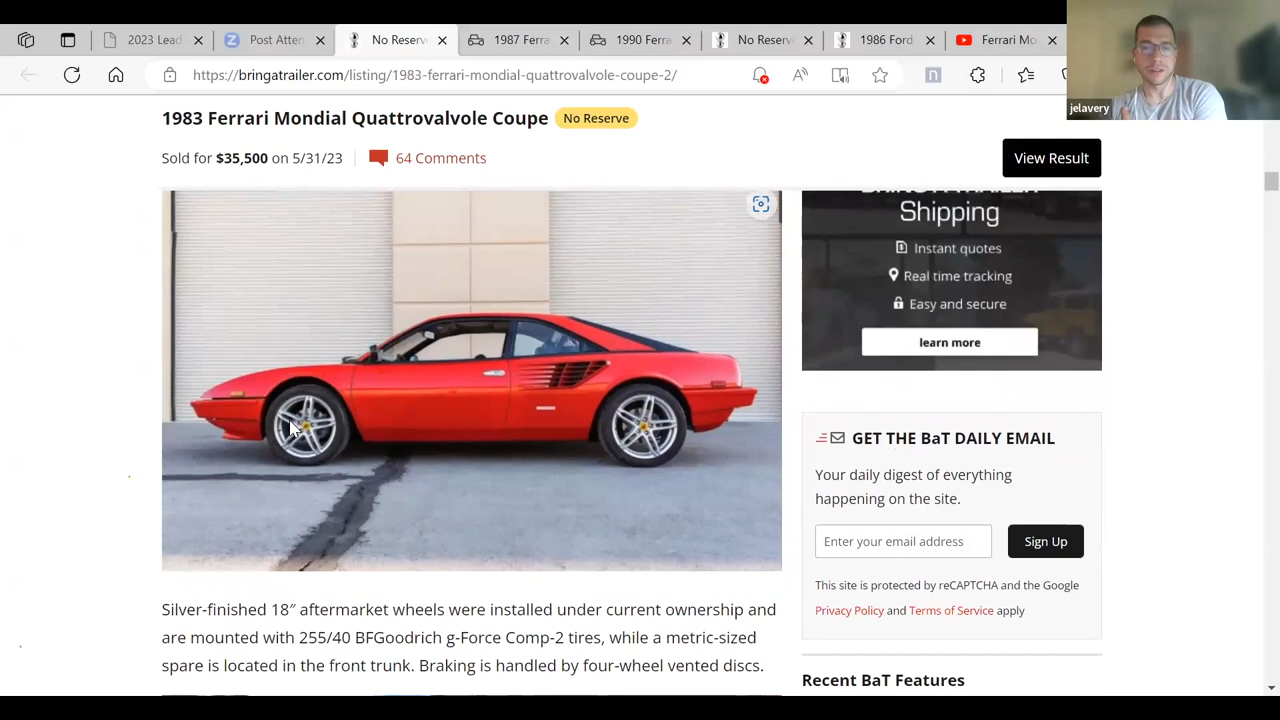 2023 Lead
Post Atten
No Reserv
1987 Ferra
1990 Ferra
No Reserv
1986 Ford
Ferrari Mo
https://bringatrailer.com/listing/1983-ferrari-mondial-quattrovalvole-coupe-2/
jelavery
1983 Ferrari Mondial Quattrovalvole Coupe
No Reserve
Sold for $35,500 on 5/31/23
64 Comments
View Result
Shipping
Instant quotes
Real time tracking
Easy and secure
learn more
GET THE BaT DAILY EMAIL
Your daily digest of everything
happening on the site.
Enter your email address
Sign Up
This site is protected by reCAPTCHA and the Google
Privacy Policy and Terms of Service apply
Silver-finished 18″ aftermarket wheels were installed under current ownership and
are mounted with 255/40 BFGoodrich g-Force Comp-2 tires, while a metric-sized
spare is located in the front trunk. Braking is handled by four-wheel vented discs.
Recent BaT Features